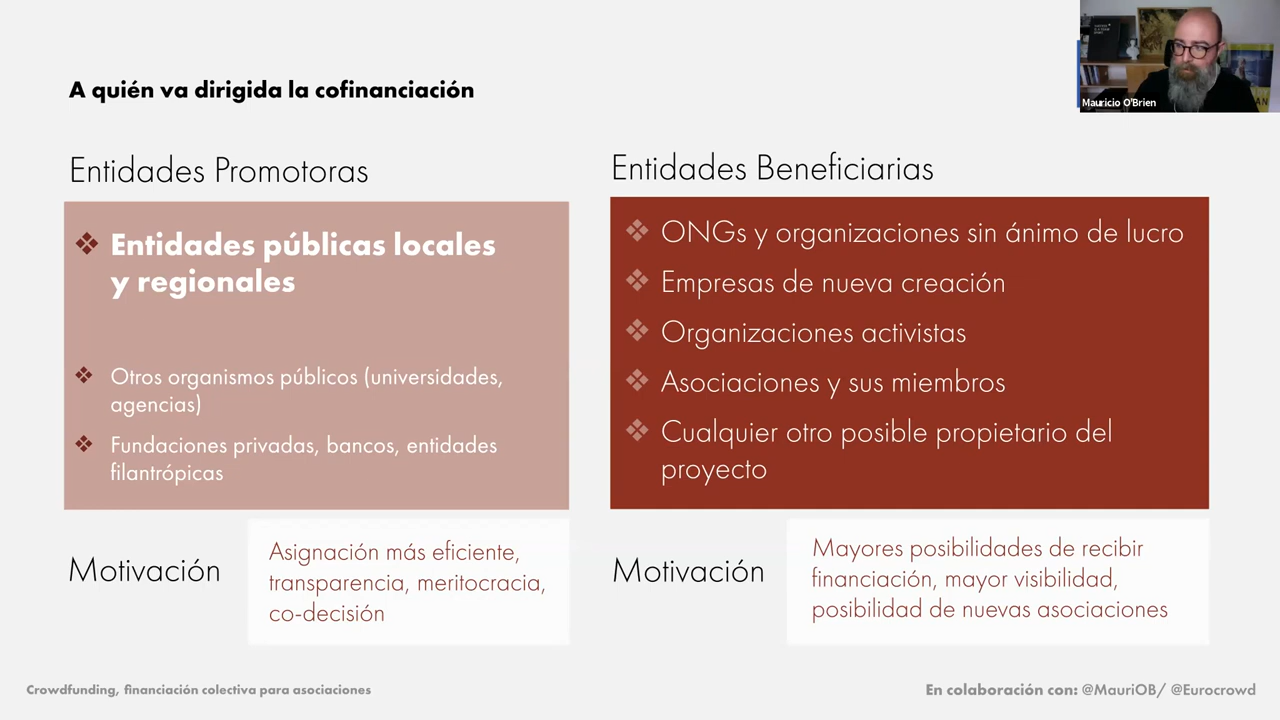 A quién va dirigida la cofinanciación
Mauricio O'Brien
Entidades Promotoras
❖ Entidades públicas locales
y regionales
❖ Otros organismos públicos (universidades,
agencias)
❖ Fundaciones privadas, bancos, entidades
filantrópicas
Motivación
Asignación más eficiente,
transparencia, meritocracia,
co-decisión
Entidades Beneficiarias
❖ ONGs y organizaciones sin ánimo de lucro
❖ Empresas de nueva creación
❖ Organizaciones activistas
❖ Asociaciones y sus miembros
❖ Cualquier otro posible propietario del
proyecto
Motivación
Mayores posibilidades de recibir
financiación, mayor visibilidad,
posibilidad de nuevas asociaciones
Crowdfunding, financiación colectiva para asociaciones
En colaboración con: @MauriOB/ @Eurocrowd